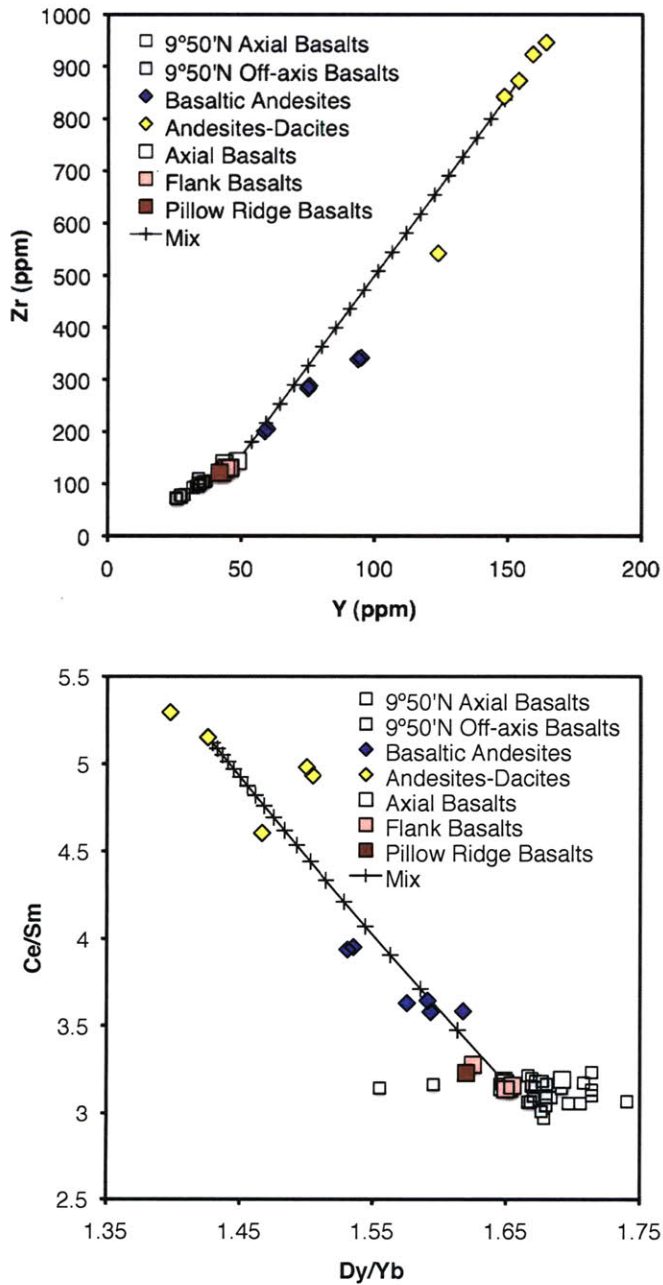 1000
900
800
700
600
500
400
300
200
100
0
Zr (ppm)
9°50'N Axial Basalts
9°50'N Off-axis Basalts
Basaltic Andesites
Andesites-Dacites
Axial Basalts
Flank Basalts
Pillow Ridge Basalts
Mix
0 50 100 150 200
Y (ppm)
5.5
5
4.5
4
3.5
3
2.5
Ce/Sm
9°50'N Axial Basalts
9°50'N Off-axis Basalts
Basaltic Andesites
Andesites-Dacites
Axial Basalts
Flank Basalts
Pillow Ridge Basalts
Mix
1.35 1.45 1.55 1.65 1.75
Dy/Yb